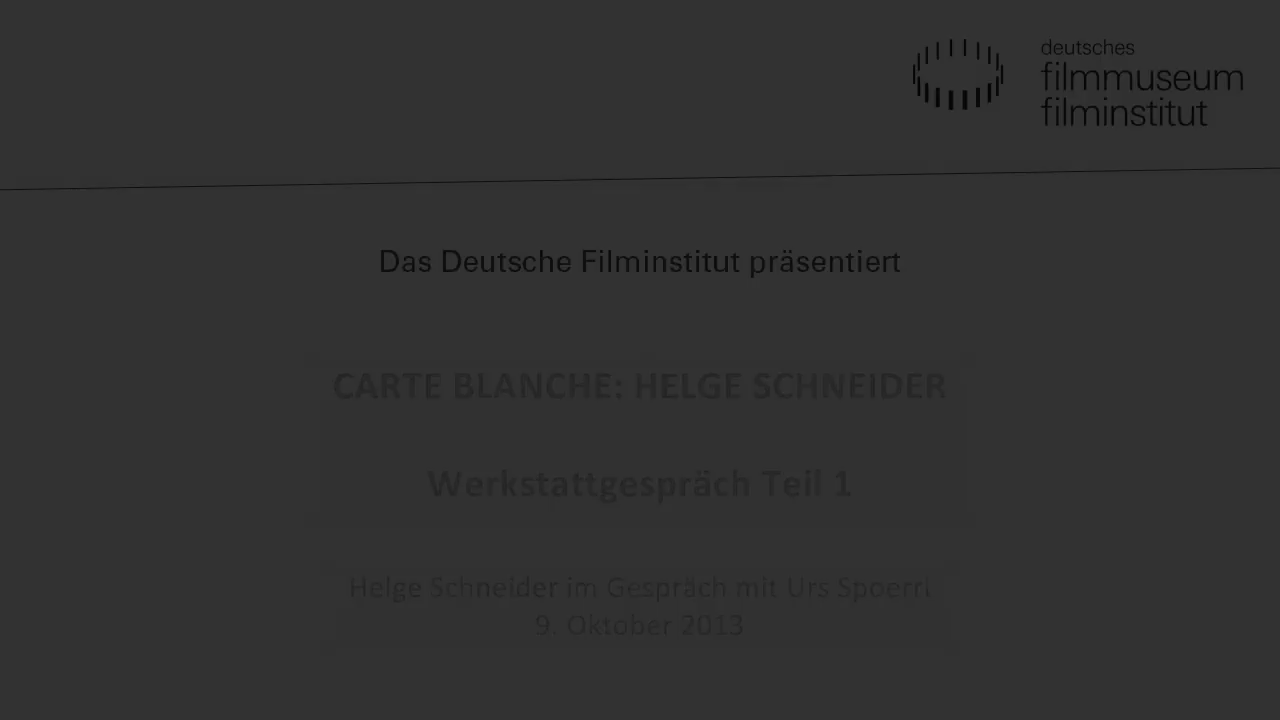 deutsches
filmmuseum
filminstitut
Das Deutsche Filminstitut präsentiert
CARTE BLANCHE: HELGE SCHNEIDER
Werkstattgespräch Teil 1
Helge Schneider im Gespräch mit Urs Spoerri
9. Oktober 2013